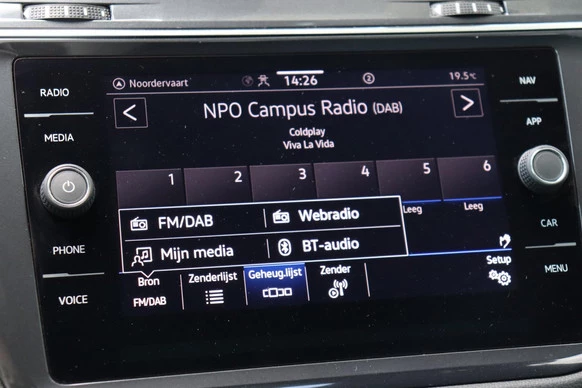 RADIO
MEDIA
PHONE
VOICE
NAV
APP
CAR
MENU
Noordervaart
14:26
2
19.5°C
<
NPO Campus Radio (DAB)
>
Coldplay
Viva La Vida
1 2 3 4 5 6
Leeg Leeg
FM/DAB Webradio
Mijn media BT-audio
Bron Zenderlijst Geheug.lijst Zender Setup
FM/DAB